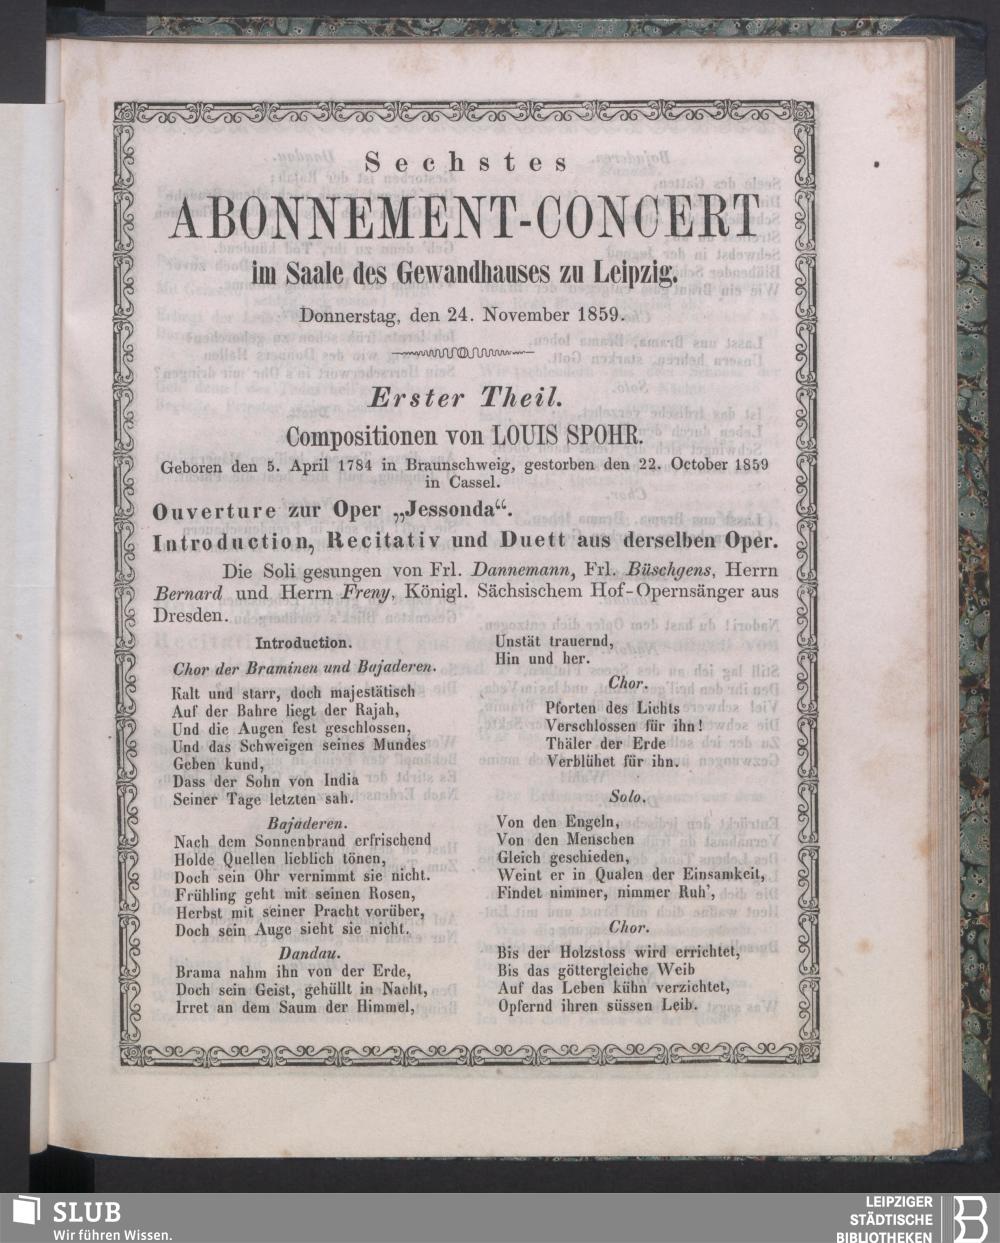 Sechstes
ABONNEMENT-CONCERT
im Saale des Gewandhauses zu Leipzig.
Donnerstag, den 24. November 1859.
Erster Theil.
Compositionen von LOUIS SPOHR.
Geboren den 5. April 1784 in Braunschweig, gestorben den 22. October 1859
in Cassel.
Ouverture zur Oper „Jessonda“.
Introduction, Recitativ und Duett aus derselben Oper.
Die Soli gesungen von Frl. Dannemann, Frl. Büschgens, Herrn
Bernard und Herrn Freny, Königl. Sächsischem Hof-Opernsänger aus
Dresden.
Introduction.
Chor der Braminen und Bajaderen.
Kalt und starr, doch majestätisch
Auf der Bahre liegt der Rajah,
Und die Augen fest geschlossen,
Und das Schweigen seines Mundes
Geben kund,
Dass der Sohn von India
Seiner Tage letzten sah.
Bajaderen.
Nach dem Sonnenbrand erfrischend
Holde Quellen lieblich tönen,
Doch sein Ohr vernimmt sie nicht.
Frühling geht mit seinen Rosen,
Herbst mit seiner Pracht vorüber,
Doch sein Auge sieht sie nicht.
Dandau.
Brama nahm ihn von der Erde,
Doch sein Geist, gehüllt in Nacht,
Irret an dem Saum der Himmel,
Unstät trauernd,
Hin und her.
Chor.
Pforten des Lichts
Verschlossen für ihn!
Thäler der Erde
Verblühet für ihn.
Solo.
Von den Engeln,
Von den Menschen
Gleich geschieden,
Weint er in Qualen der Einsamkeit,
Findet nimmer, nimmer Ruh’,
Chor.
Bis der Holzstoss wird errichtet,
Bis das göttergleiche Weib
Auf das Leben kühn verzichtet,
Opfernd ihren süssen Leib.
SLUB
Wir führen Wissen.
LEIPZIGER
STÄDTISCHE
BIBLIOTHEKEN